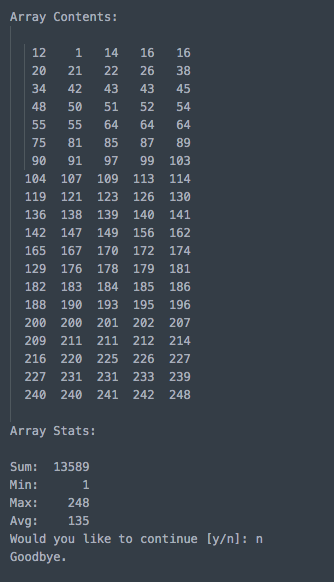 Array Contents:
12 1 14 16 16
20 21 22 26 38
34 42 43 43 45
48 50 51 52 54
55 55 64 64 64
75 81 85 87 89
90 91 97 99 103
104 107 109 113 114
119 121 123 126 130
136 138 139 140 141
142 147 149 156 162
165 167 170 172 174
129 176 178 179 181
182 183 184 185 186
188 190 193 195 196
200 200 201 202 207
209 211 211 212 214
216 220 225 226 227
227 231 231 233 239
240 240 241 242 248
Array Stats:
Sum: 13589
Min: 1
Max: 248
Avg: 135
Would you like to continue [y/n]: n
Goodbye.